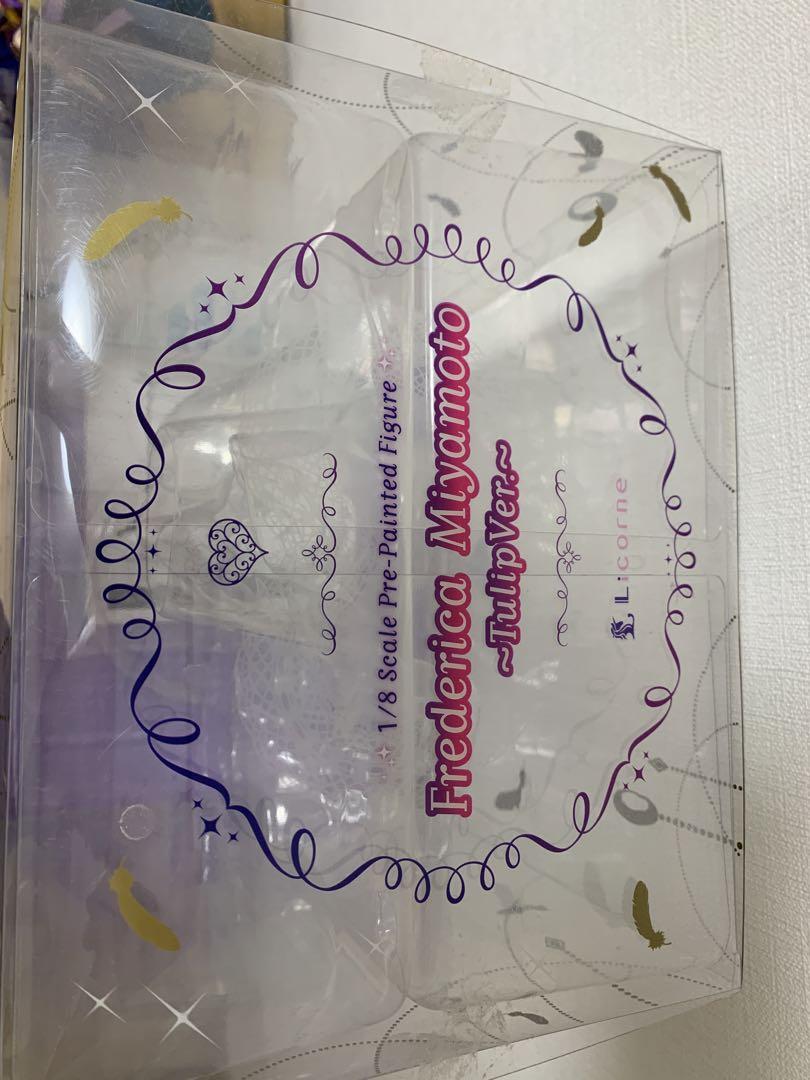 1/8 Scale Pre-Painted Figure
Frederica Miyamoto
~TulipVer.~
Licorne